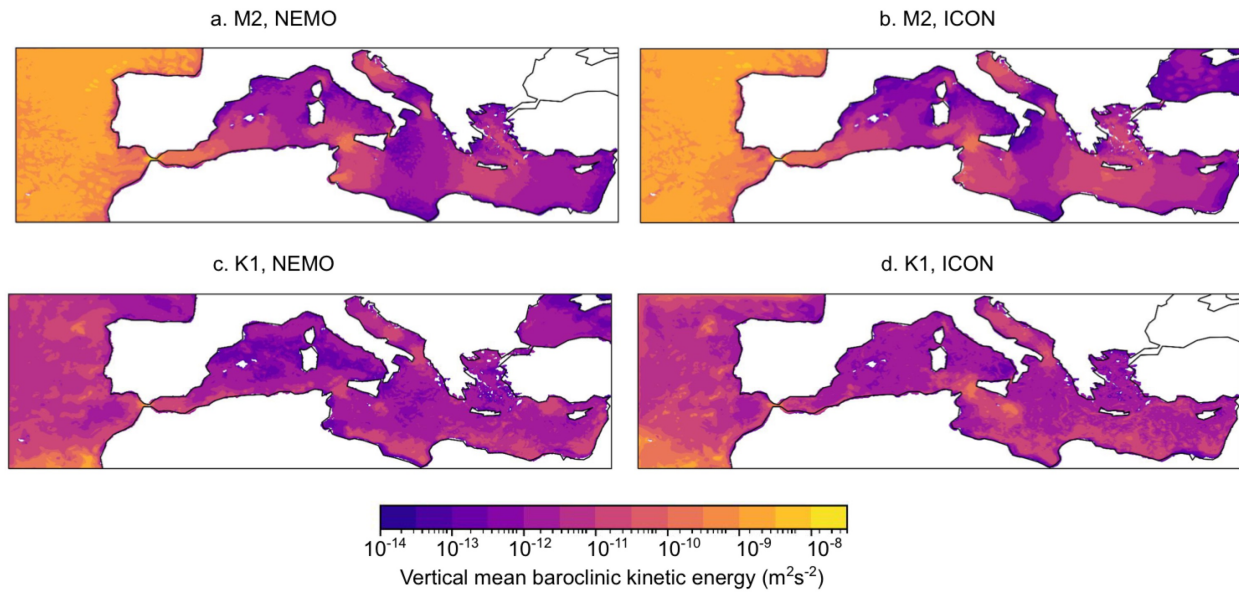 a. M2, NEMO
b. M2, ICON
c. K1, NEMO
d. K1, ICON
10⁻¹⁴ 10⁻¹³ 10⁻¹² 10⁻¹¹ 10⁻¹⁰ 10⁻⁹ 10⁻⁸
Vertical mean baroclinic kinetic energy (m²s⁻²)